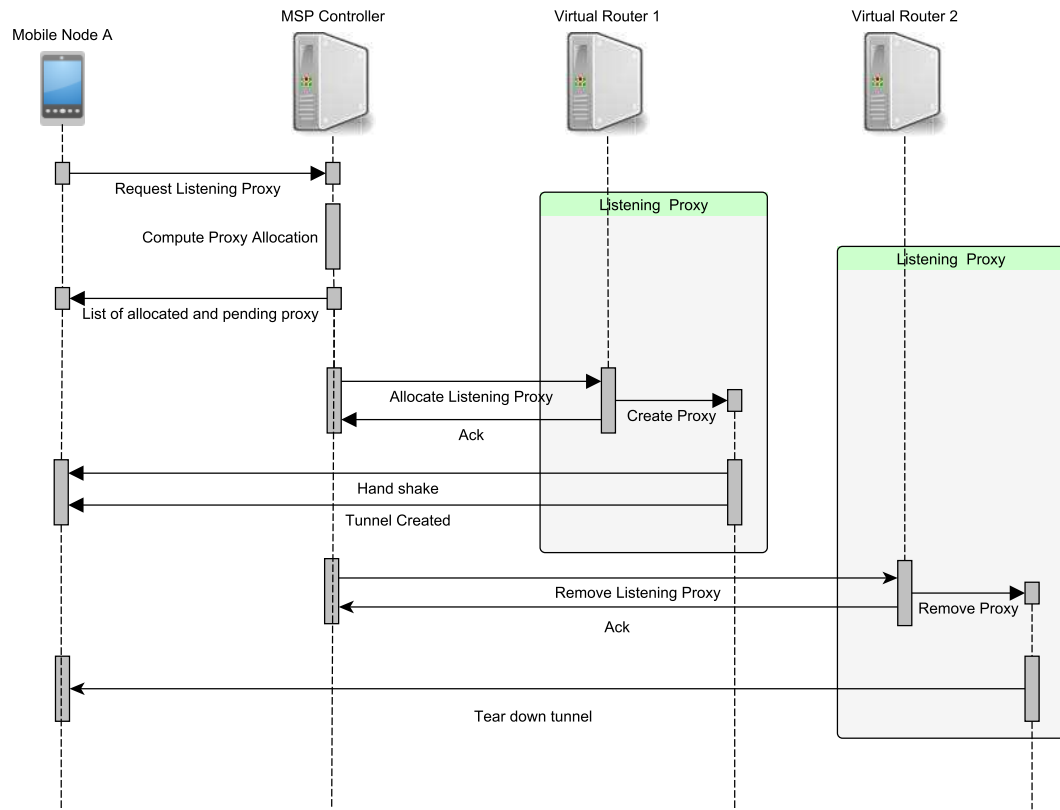 Mobile Node A
MSP Controller
Virtual Router 1
Virtual Router 2
Request Listening Proxy
Listening Proxy
Compute Proxy Allocation
Listening Proxy
List of allocated and pending proxy
Allocate Listening Proxy
Create Proxy
Ack
Hand shake
Tunnel Created
Remove Listening Proxy
Remove Proxy
Ack
Tear down tunnel